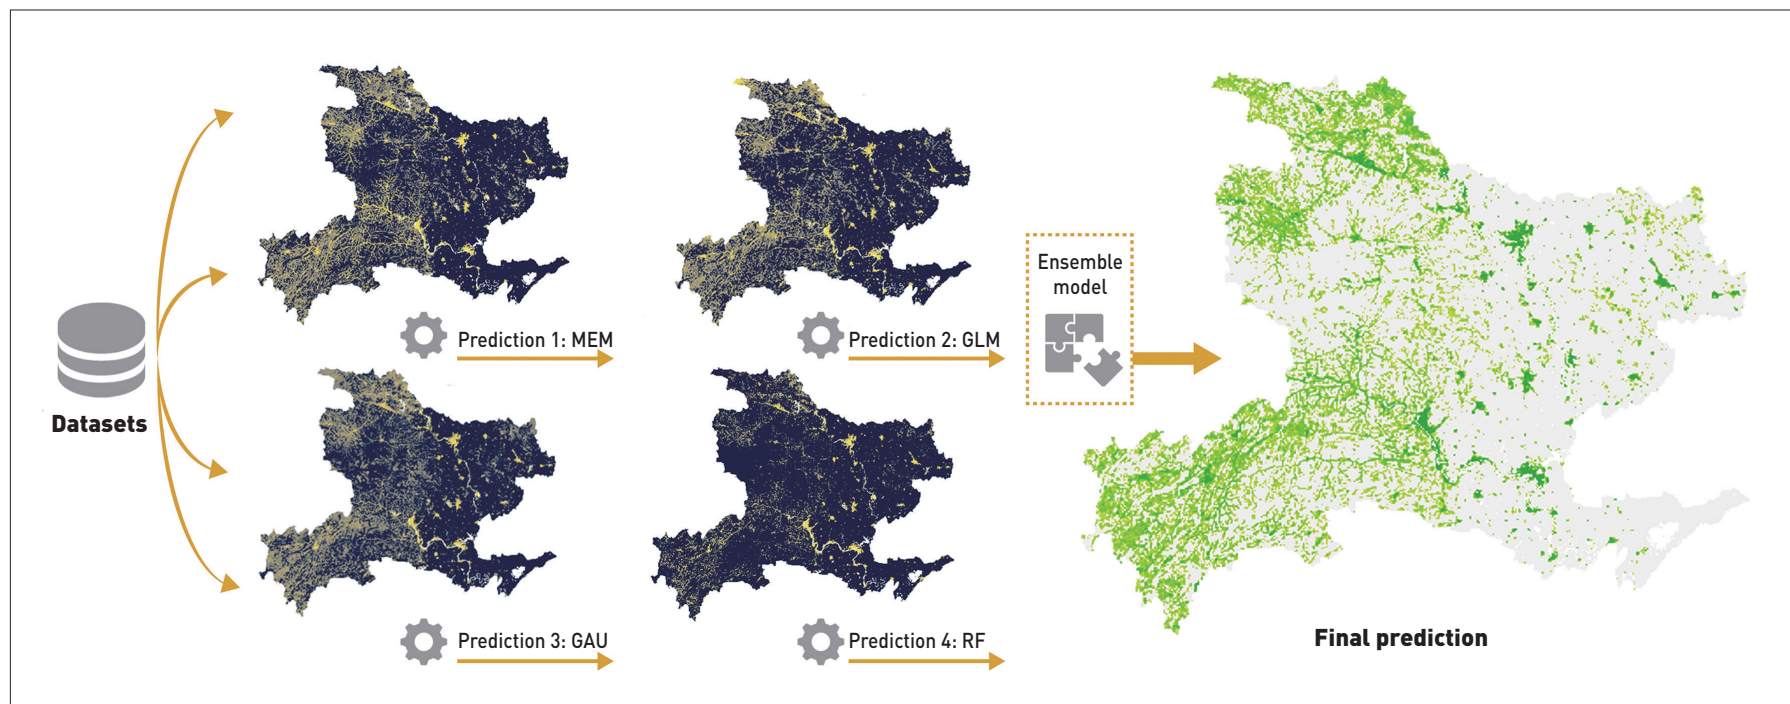 Datasets
Prediction 1: MEM
Prediction 2: GLM
Prediction 3: GAU
Prediction 4: RF
Ensemble
model
Final prediction